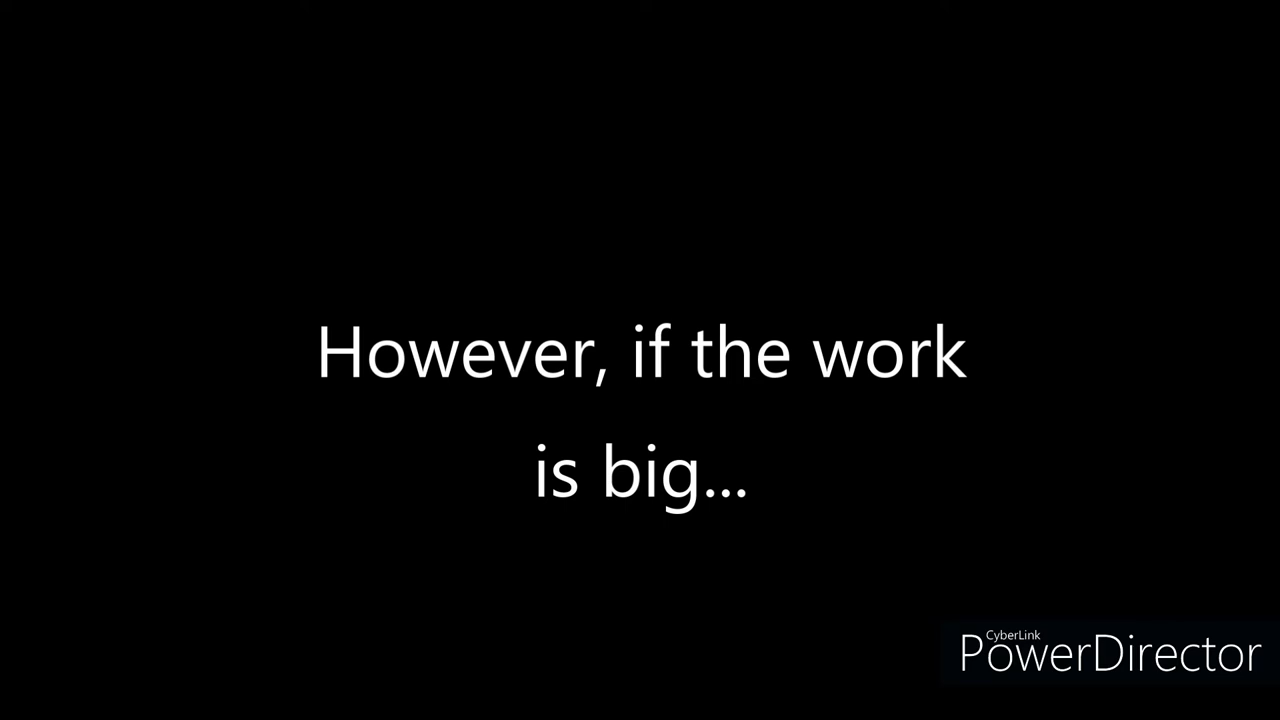 However, if the work
is big...
CyberLink
PowerDirector